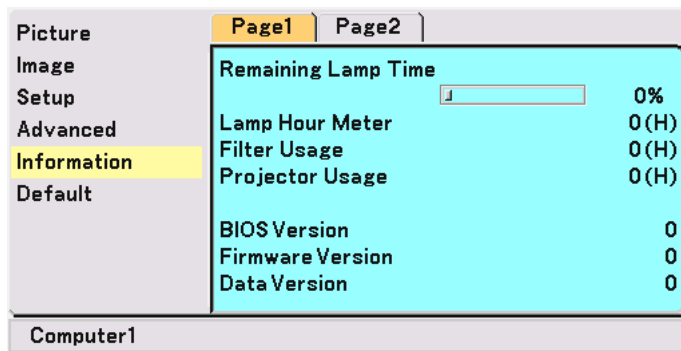 Picture
Image
Setup
Advanced
Information
Default
Page1 Page2
Remaining Lamp Time
0%
Lamp Hour Meter 0(H)
Filter Usage 0(H)
Projector Usage 0(H)
BIOS Version 0
Firmware Version 0
Data Version 0
Computer1